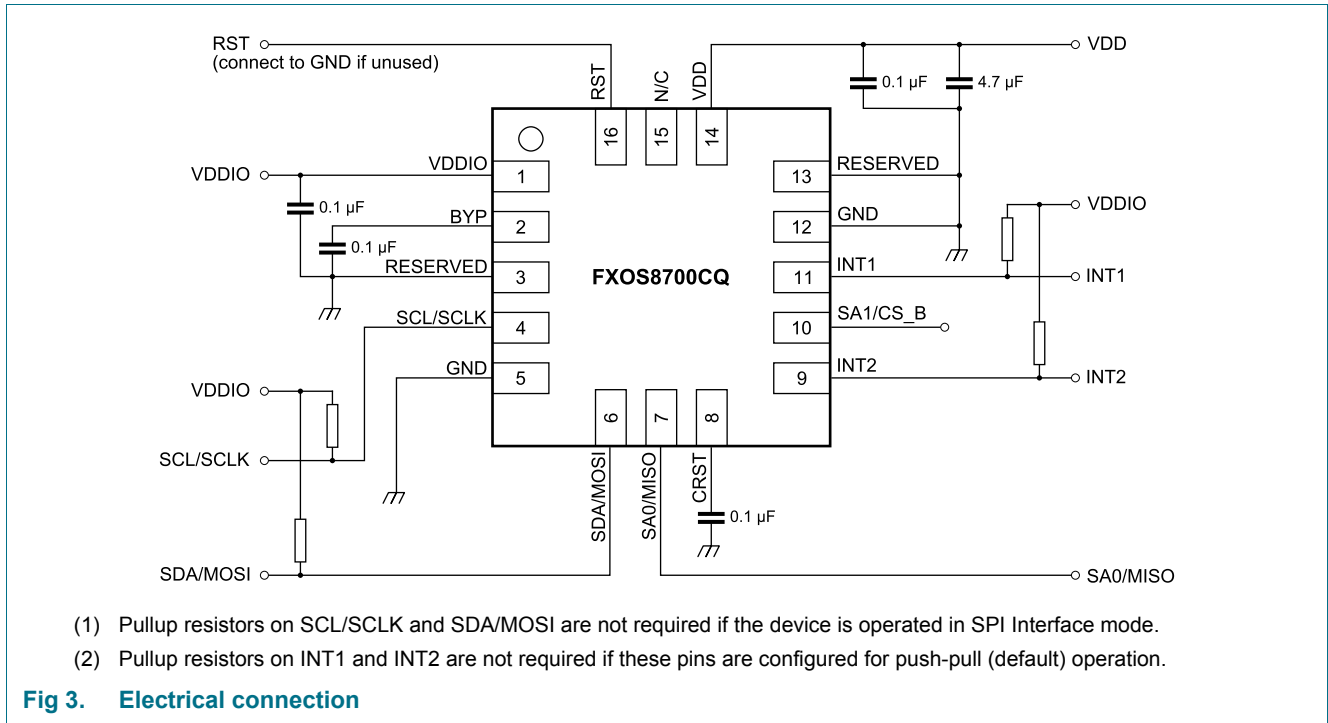 RST
(connect to GND if unused)
VDD
RST
N/C
VDD
0.1 µF
4.7 µF
16
15
14
VDDIO
VDDIO
1
13
RESERVED
0.1 µF
BYP
2
12
GND
VDDIO
0.1 µF
RESERVED
3
FXOS8700CQ
11
INT1
INT1
SCL/SCLK
4
10
SA1/CS_B
GND
5
9
INT2
INT2
VDDIO
6
7
8
SCL/SCLK
SDA/MOSI
SA0/MISO
CRST
0.1 µF
SDA/MOSI
SA0/MISO
(1) Pullup resistors on SCL/SCLK and SDA/MOSI are not required if the device is operated in SPI Interface mode.
(2) Pullup resistors on INT1 and INT2 are not required if these pins are configured for push-pull (default) operation.
Fig 3. Electrical connection